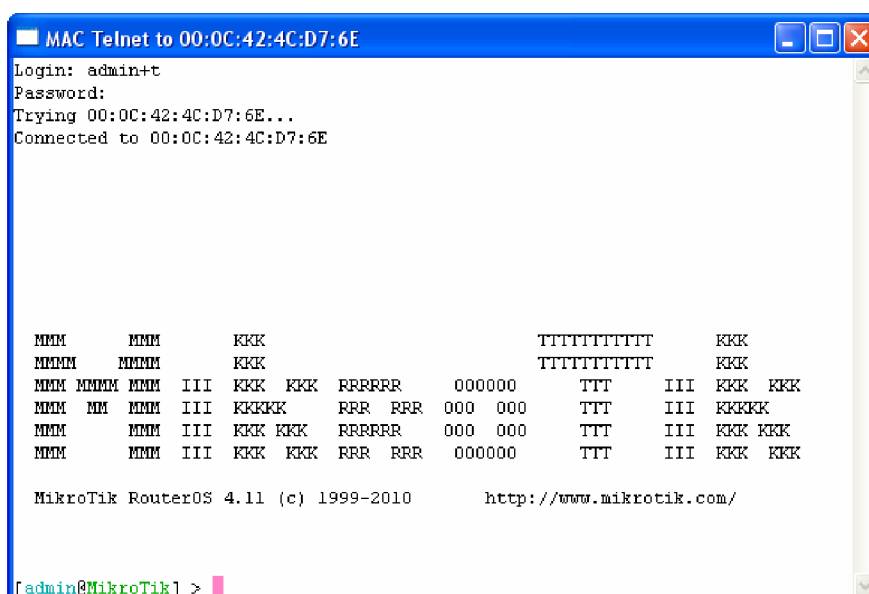 MAC Telnet to 00:0C:42:4C:D7:6E
Login: admin+t
Password:
Trying 00:0C:42:4C:D7:6E...
Connected to 00:0C:42:4C:D7:6E
  MMM      MMM       KKK                          TTTTTTTTTTT      KKK
  MMMM    MMMM       KKK                          TTTTTTTTTTT      KKK
  MMM MMMM MMM  III  KKK  KKK  RRRRRR     000000      TTT     III  KKK  KKK
  MMM  MM  MMM  III  KKKKK     RRR  RRR  000  000     TTT     III  KKKKK
  MMM      MMM  III  KKK KKK   RRRRRR    000  000     TTT     III  KKK KKK
  MMM      MMM  III  KKK  KKK  RRR  RRR   000000      TTT     III  KKK  KKK
  MikroTik RouterOS 4.11 (c) 1999-2010       http://www.mikrotik.com/
[admin@MikroTik] >